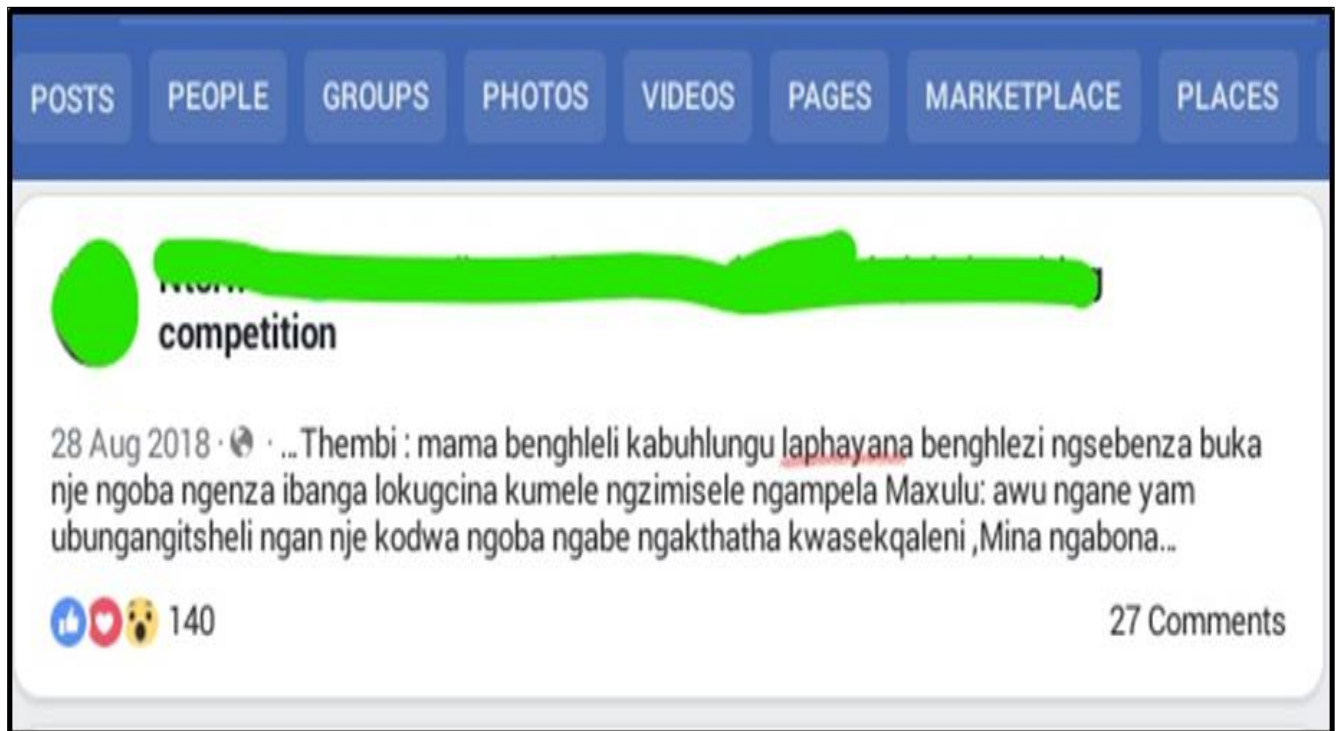 POSTS PEOPLE GROUPS PHOTOS VIDEOS PAGES MARKETPLACE PLACES
competition
28 Aug 2018 · · ...Thembi : mama benghleli kabuhlungu laphayana benghlezi ngsebenza buka
nje ngoba ngenza ibanga lokugcina kumele ngzimisele ngampela Maxulu: awu ngane yam
ubungangitsheli ngan nje kodwa ngoba ngabe ngakthatha kwasekqaleni ,Mina ngabona...
140 27 Comments